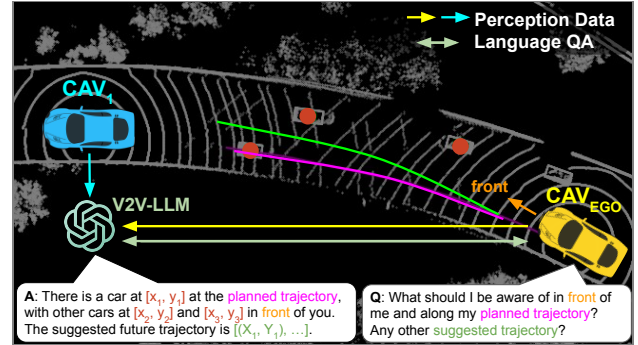 Perception Data
Language QA
CAV1
V2V-LLM
front
CAVEGO
A: There is a car at [x1, y1] at the planned trajectory,
with other cars at [x2, y2] and [x3, y3] in front of you.
The suggested future trajectory is [(X1, Y1), ...].
Q: What should I be aware of in front of
me and along my planned trajectory?
Any other suggested trajectory?